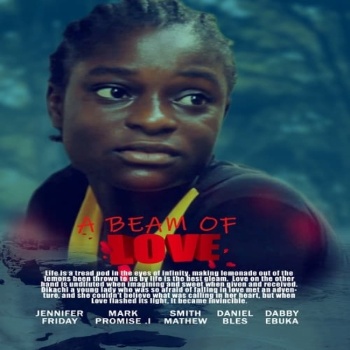 A BEAM OF
LOVE
Life is a tread pod in the eyes of infinity, making lemonade out of the
lemons been thrown to us by life is the best gleam. Love on the other
hand is undiluted when imagining and sweet when given and received.
Dikachi a young lady who was so afraid of falling in love met an adven-
ture, and she couldn't believe what was calling in her heart, but when
Love flashed its light, it became invincible.
JENNIFER MARK SMITH DANIEL DABBY
FRIDAY PROMISE .I MATHEW BLES EBUKA